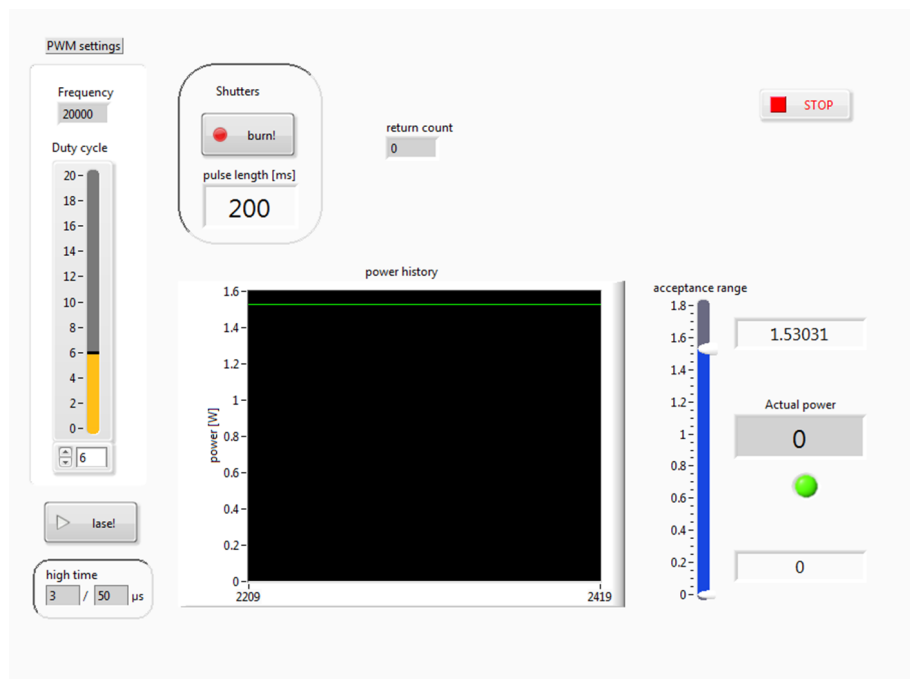 PWM settings
Frequency
20000
Duty cycle
20
18
16
14
12
10
8
6
4
2
0
6
lase!
high time
3 / 50 µs
Shutters
burn!
pulse length [ms]
200
return count
0
STOP
power history
power [W]
1.6
1.4
1.2
1
0.8
0.6
0.4
0.2
0
2209 2419
acceptance range
1.8
1.6
1.4
1.2
1
0.8
0.6
0.4
0.2
0
1.53031
Actual power
0
0